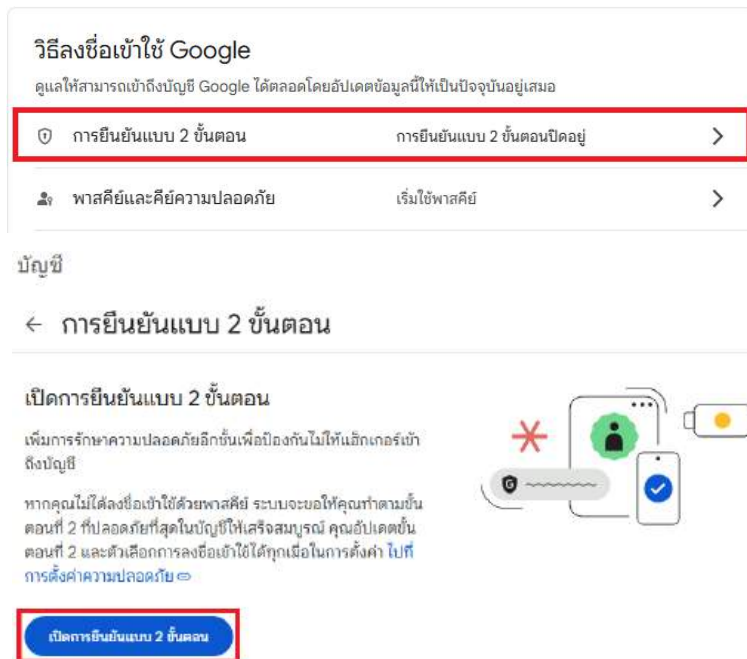 วิธีลงชื่อเข้าใช้ Google
ดูแลให้สามารถเข้าถึงบัญชี Google ได้ตลอดโดยอัปเดตข้อมูลนี้ให้เป็นปัจจุบันอยู่เสมอ
การยืนยันแบบ 2 ขั้นตอน การยืนยันแบบ 2 ขั้นตอนปิดอยู่
พาสคีย์และคีย์ความปลอดภัย เริ่มใช้พาสคีย์
บัญชี
การยืนยันแบบ 2 ขั้นตอน
เปิดการยืนยันแบบ 2 ขั้นตอน
เพิ่มการรักษาความปลอดภัยอีกชั้นเพื่อป้องกันไม่ให้แฮ็กเกอร์เข้า
ถึงบัญชี
หากคุณไม่ได้ลงชื่อเข้าใช้ด้วยพาสคีย์ ระบบจะขอให้คุณทำตามขั้น
ตอนที่ 2 ที่ปลอดภัยที่สุดในบัญชีให้เสร็จสมบูรณ์ คุณอัปเดตขั้น
ตอนที่ 2 และตัวเลือกการลงชื่อเข้าใช้ได้ทุกเมื่อในการตั้งค่า ไปที่
การตั้งค่าความปลอดภัย
G
เปิดการยืนยันแบบ 2 ขั้นตอน